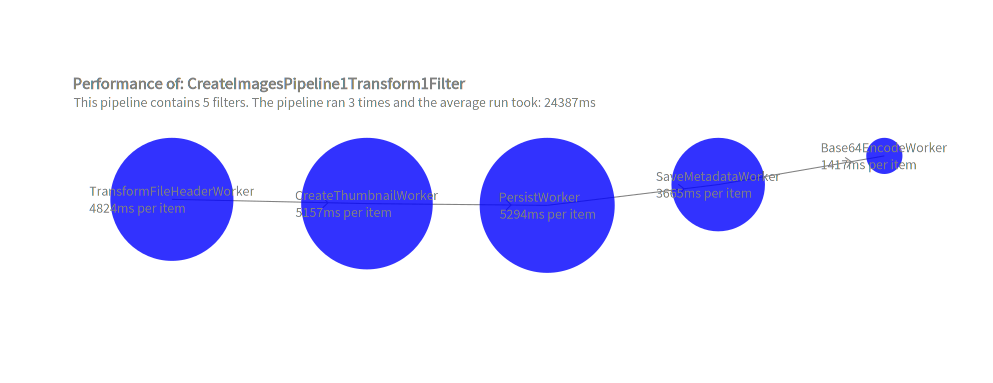 Performance of: CreateImagesPipeline1Transform1Filter
This pipeline contains 5 filters. The pipeline ran 3 times and the average run took: 24387ms
TransformFileHeaderWorker
4824ms per item
CreateThumbnailWorker
5157ms per item
PersistWorker
5294ms per item
SaveMetadataWorker
3665ms per item
Base64EncodeWorker
1417ms per item